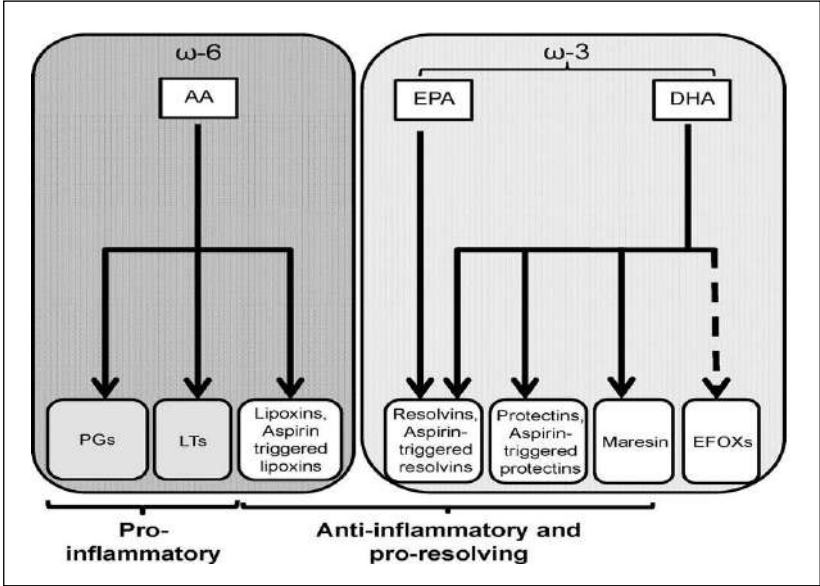 ω-6
ω-3
AA
EPA
DHA
PGs
LTs
Lipoxins,
Aspirin
triggered
lipoxins
Resolvins,
Aspirin-
triggered
resolvins
Protectins,
Aspirin-
triggered
protectins
Maresin
EFOXs
Pro-
inflammatory
Anti-inflammatory and
pro-resolving